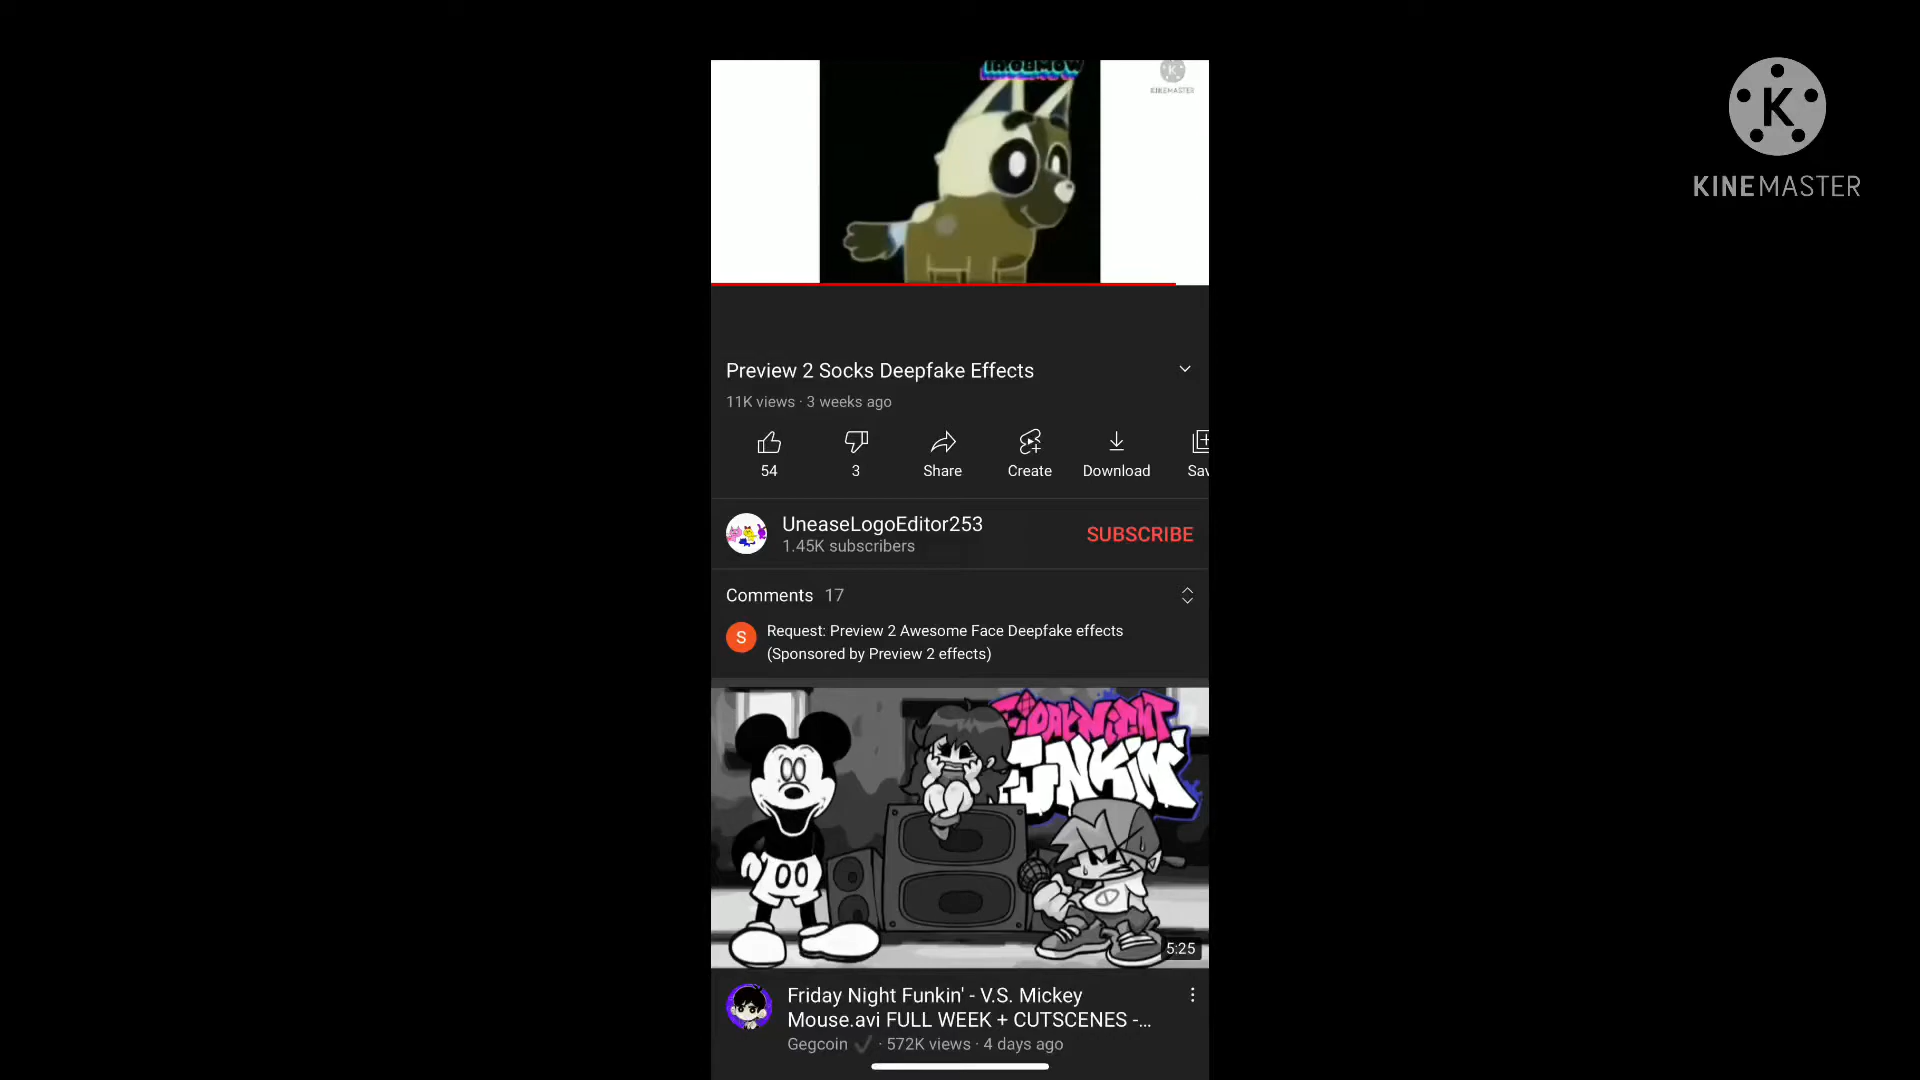 KINEMASTER
KINEMASTER
Preview 2 Socks Deepfake Effects
11K views · 3 weeks ago
54
3
Share
Create
Download
Sav
UneaseLogoEditor253
1.45K subscribers
SUBSCRIBE
Comments 17
S
Request: Preview 2 Awesome Face Deepfake effects
(Sponsored by Preview 2 effects)
5:25
Friday Night Funkin' - V.S. Mickey
Mouse.avi FULL WEEK + CUTSCENES -...
Gegcoin · 572K views · 4 days ago